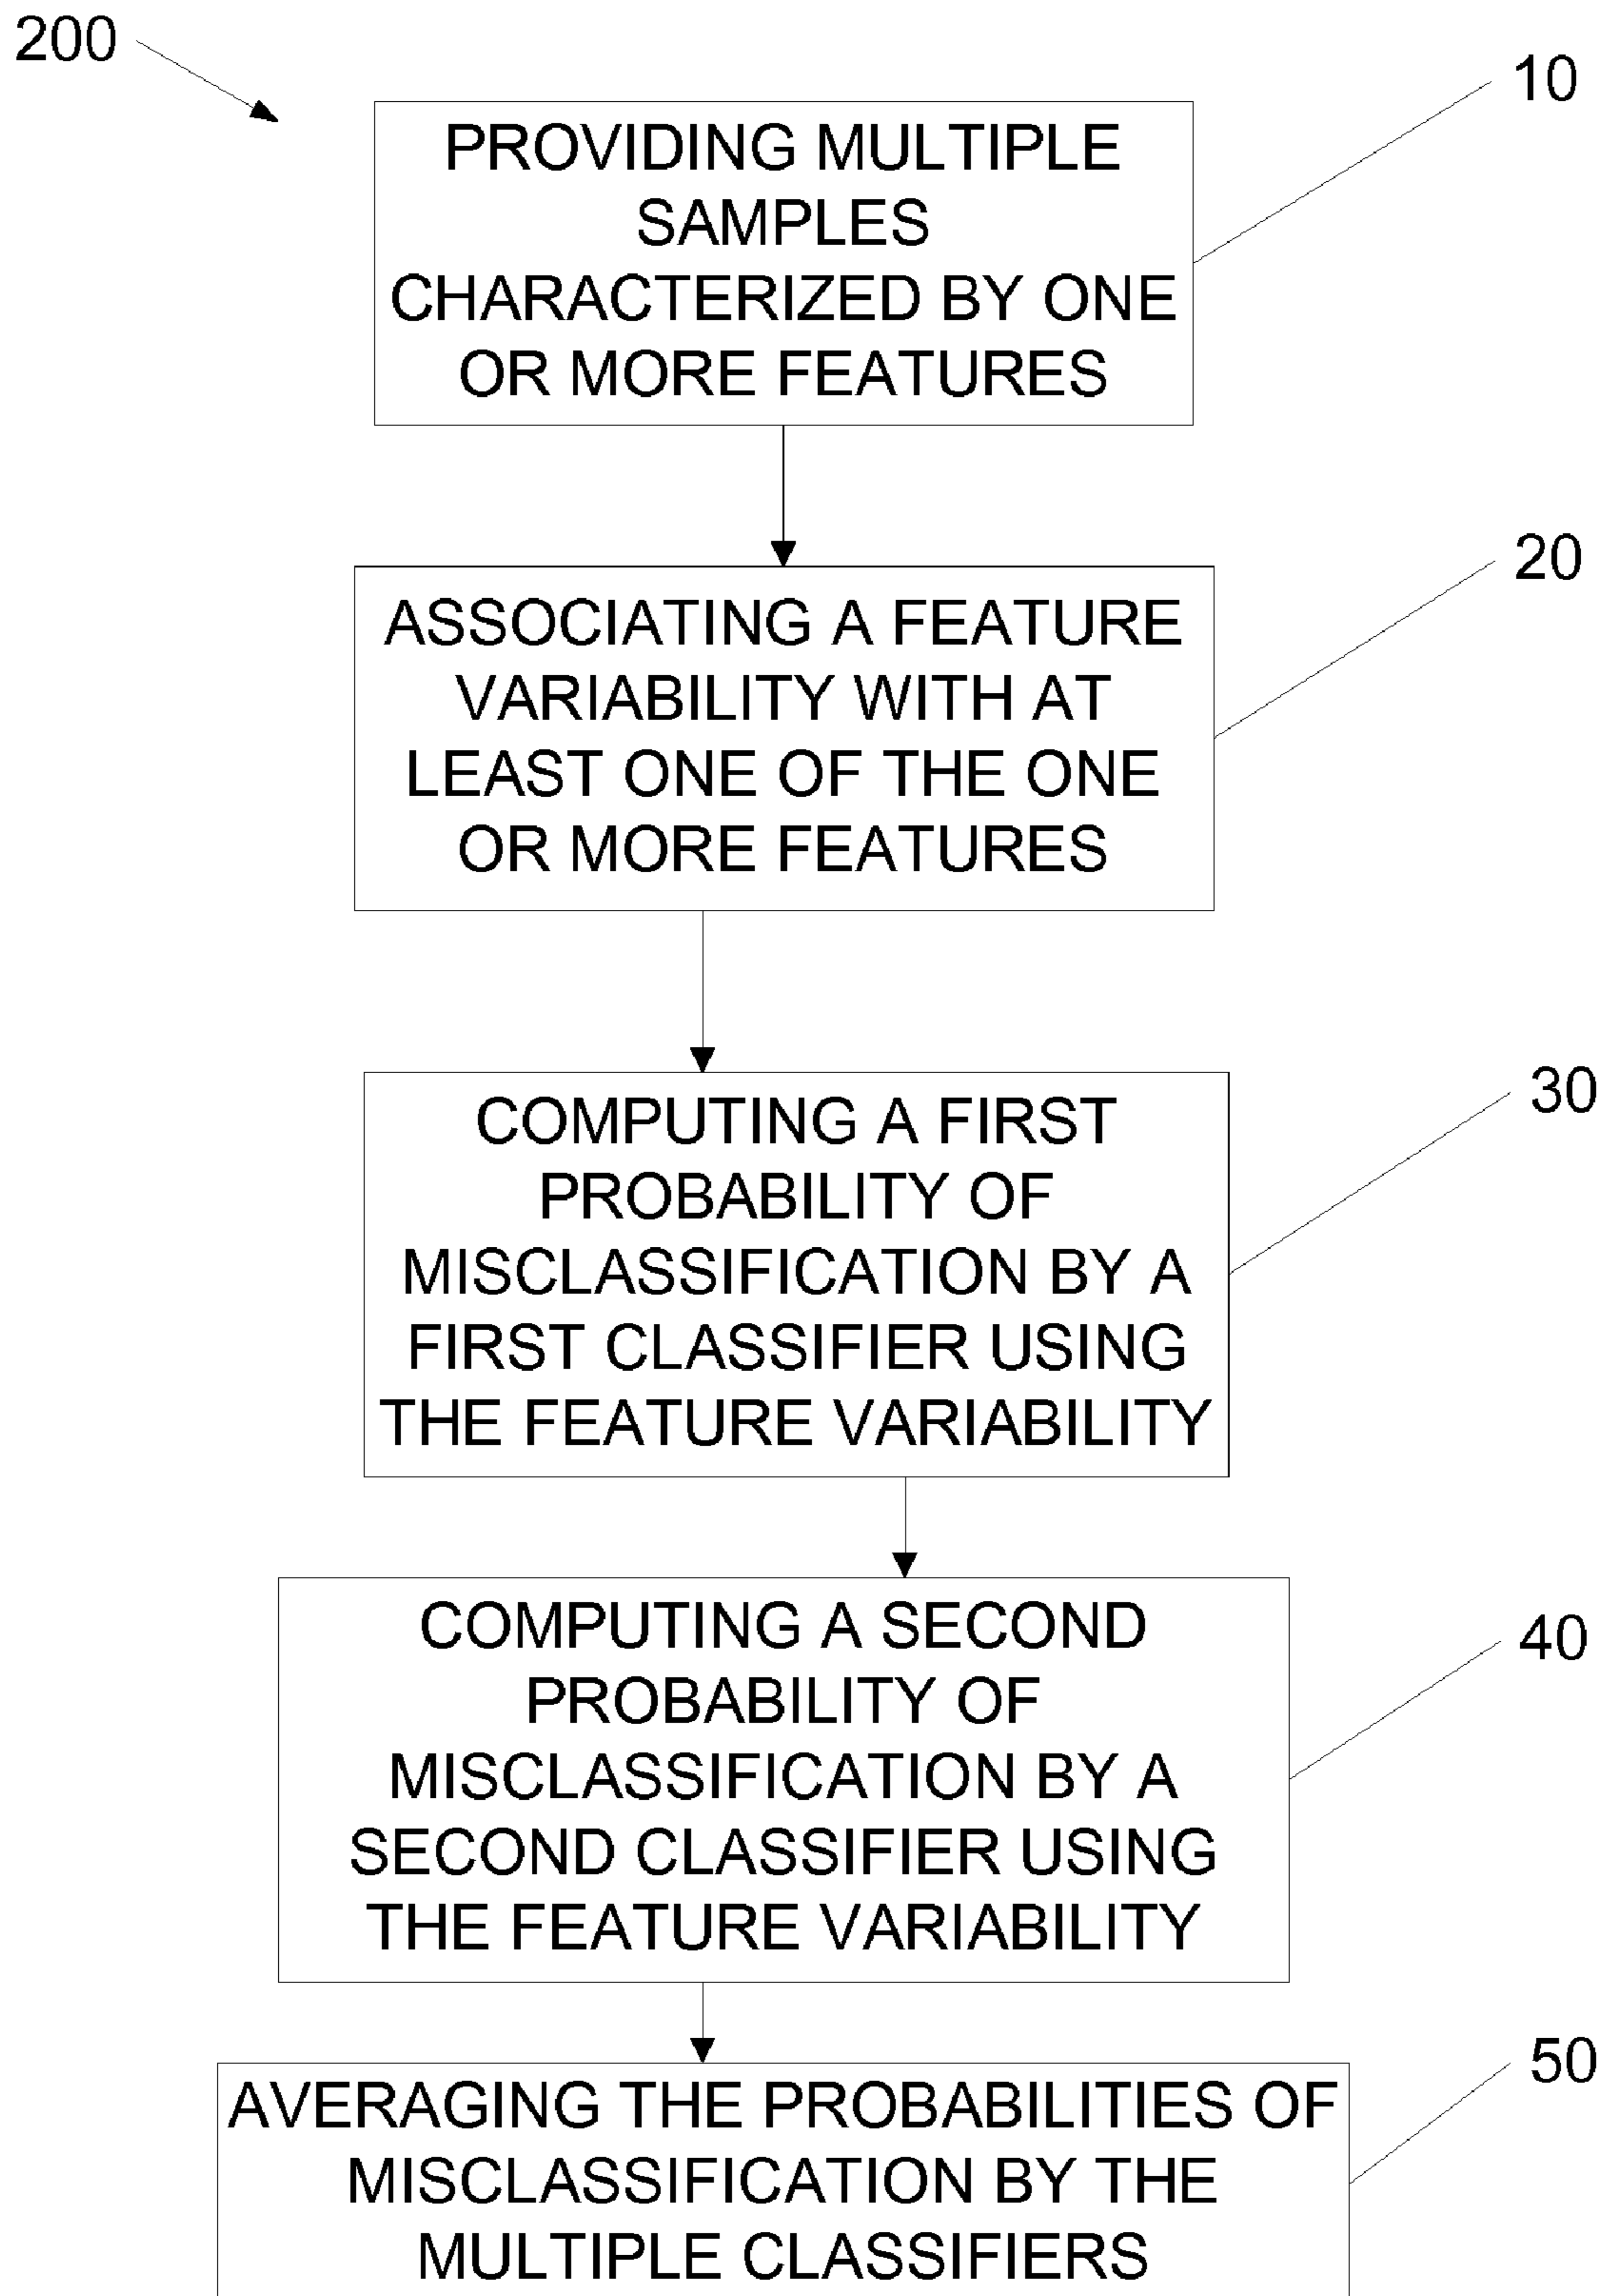 200
10
PROVIDING MULTIPLE
SAMPLES
CHARACTERIZED BY ONE
OR MORE FEATURES
20
ASSOCIATING A FEATURE
VARIABILITY WITH AT
LEAST ONE OF THE ONE
OR MORE FEATURES
30
COMPUTING A FIRST
PROBABILITY OF
MISCLASSIFICATION BY A
FIRST CLASSIFIER USING
THE FEATURE VARIABILITY
40
COMPUTING A SECOND
PROBABILITY OF
MISCLASSIFICATION BY A
SECOND CLASSIFIER USING
THE FEATURE VARIABILITY
50
AVERAGING THE PROBABILITIES OF
MISCLASSIFICATION BY THE
MULTIPLE CLASSIFIERS